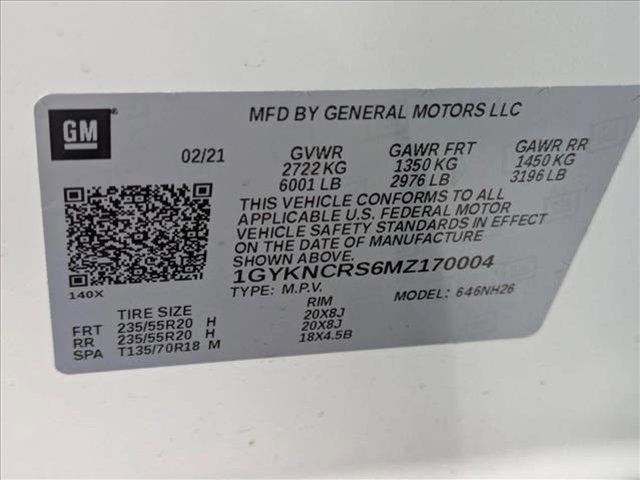 GM
MFD BY GENERAL MOTORS LLC
02/21 GVWR GAWR FRT GAWR RR
2722 KG 1350 KG 1450 KG
6001 LB 2976 LB 3196 LB
THIS VEHICLE CONFORMS TO ALL
APPLICABLE U.S. FEDERAL MOTOR
VEHICLE SAFETY STANDARDS IN EFFECT
ON THE DATE OF MANUFACTURE
SHOWN ABOVE.
1GYKNCRS6MZ170004
140X
TYPE: M.P.V. MODEL: 646NH26
TIRE SIZE RIM
FRT 235/55R20 H 20X8J
RR 235/55R20 H 20X8J
SPA T135/70R18 M 18X4.5B